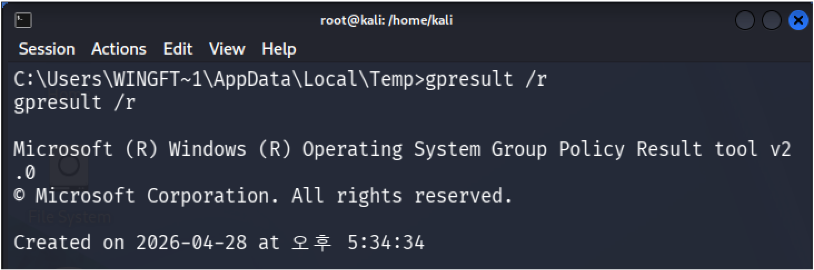 root@kali: /home/kali
Session Actions Edit View Help
C:\Users\WINGFT~1\AppData\Local\Temp>gpresult /r
gpresult /r
Microsoft (R) Windows (R) Operating System Group Policy Result tool v2
.0
© Microsoft Corporation. All rights reserved.
File System
Created on 2026-04-28 at 오후 5:34:34